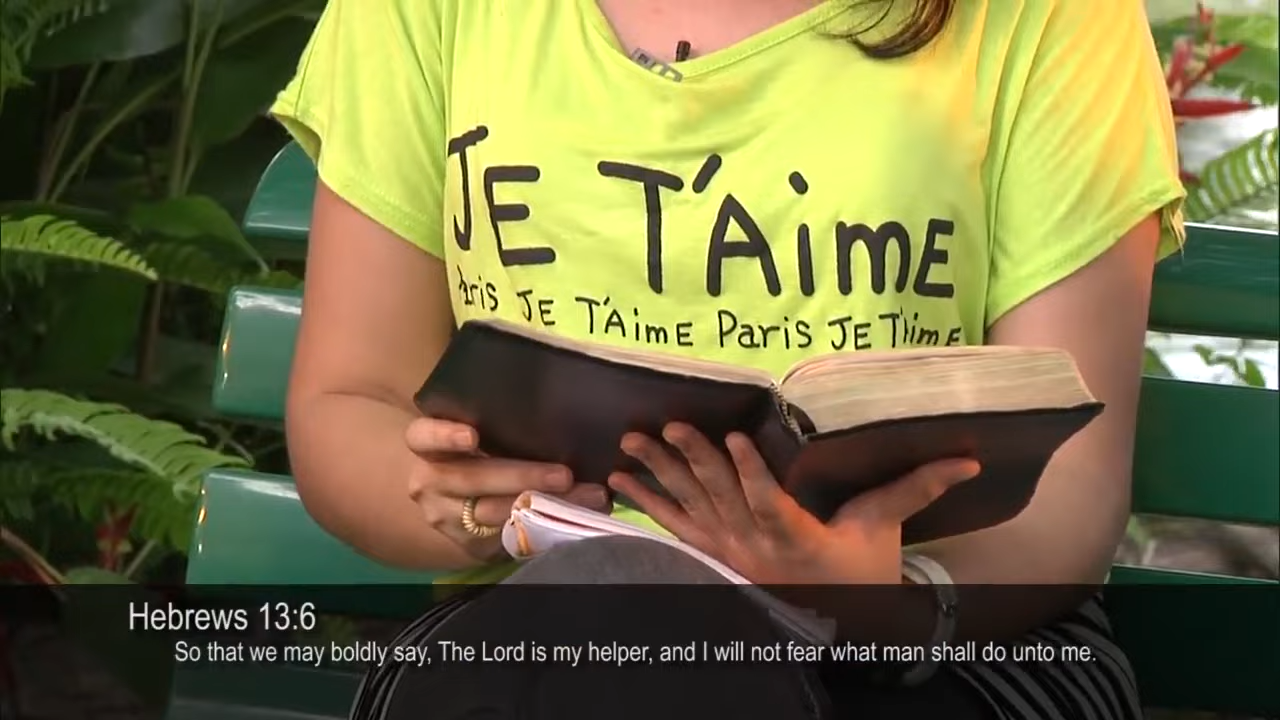 JE T'AimE
Paris JE T'AimE Paris JE T'AimE
Hebrews 13:6
So that we may boldly say, The Lord is my helper, and I will not fear what man shall do unto me.